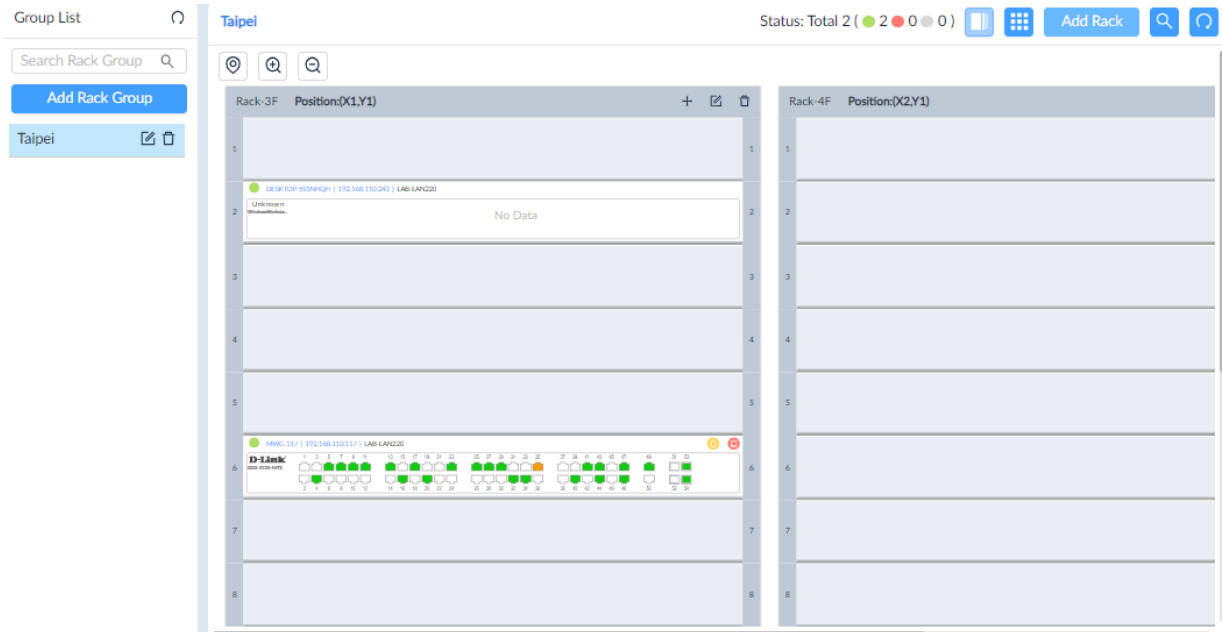 Group List
Search Rack Group
Add Rack Group
Taipei
Taipei
Status: Total 2 ( 2 0 0 )
Add Rack
Rack-3F Position:(X1,Y1)
Rack-4F Position:(X2,Y1)
1 1 1
( 192.168.110.243 ) LAB-LAN220
Unknown
No Data
2 2 2
3 3 3
4 4 4
5 5 5
MWC-117 ( 192.168.110.117 ) LAB-LAN220
D-Link
6 6 6
7 7 7
8 8 8